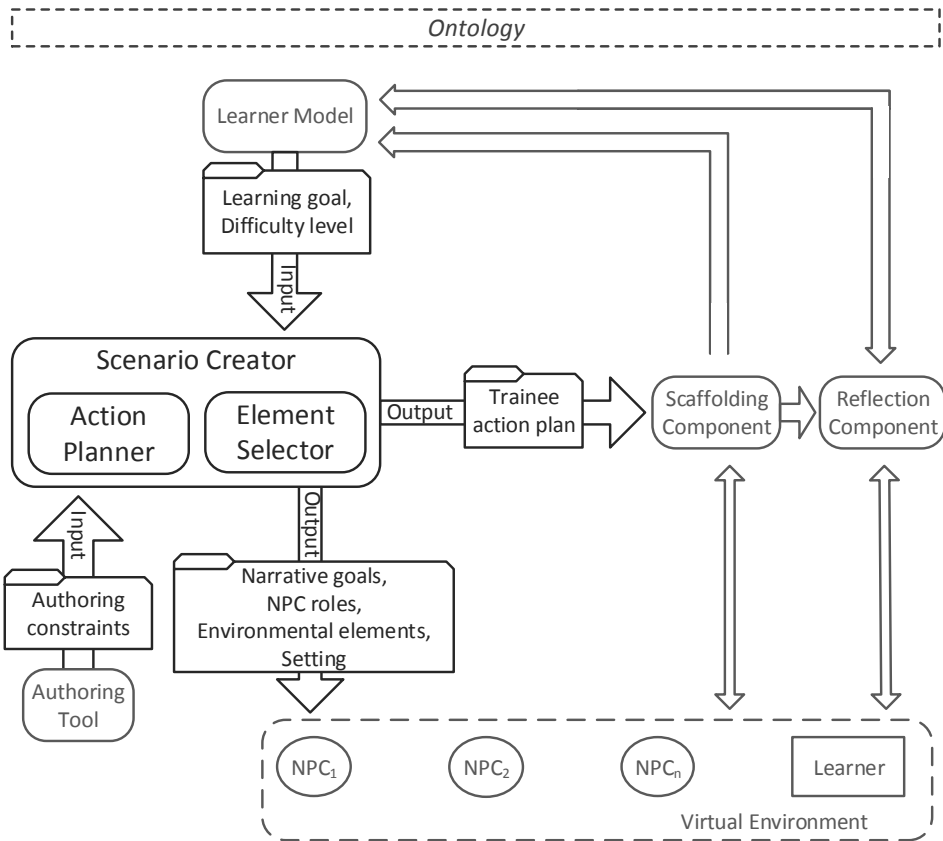 Ontology
Learner Model
Learning goal,
Difficulty level
Input
Scenario Creator
Action
Planner
Element
Selector
Output
Trainee
action plan
Scaffolding
Component
Reflection
Component
Input
Output
Authoring
constraints
Narrative goals,
NPC roles,
Environmental elements,
Setting
Authoring
Tool
NPC₁
NPC₂
NPCₙ
Learner
Virtual Environment